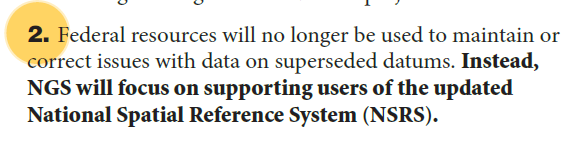 2. Federal resources will no longer be used to maintain or
correct issues with data on superseded datums. Instead,
NGS will focus on supporting users of the updated
National Spatial Reference System (NSRS).